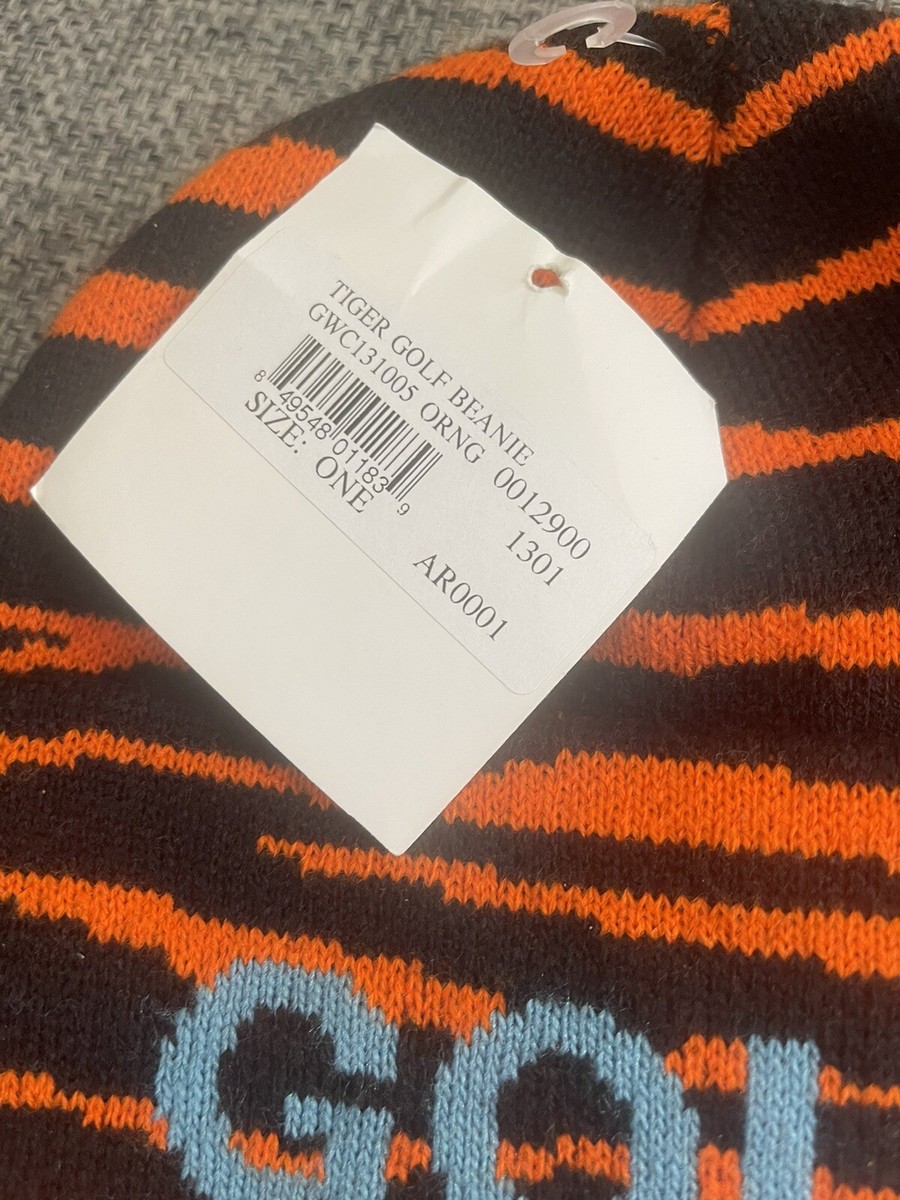 TIGER GOLF BEANIE
GWC131005 ORNG 0012900
1301
8 49548 01183 9
SIZE: ONE
AR0001
GOL